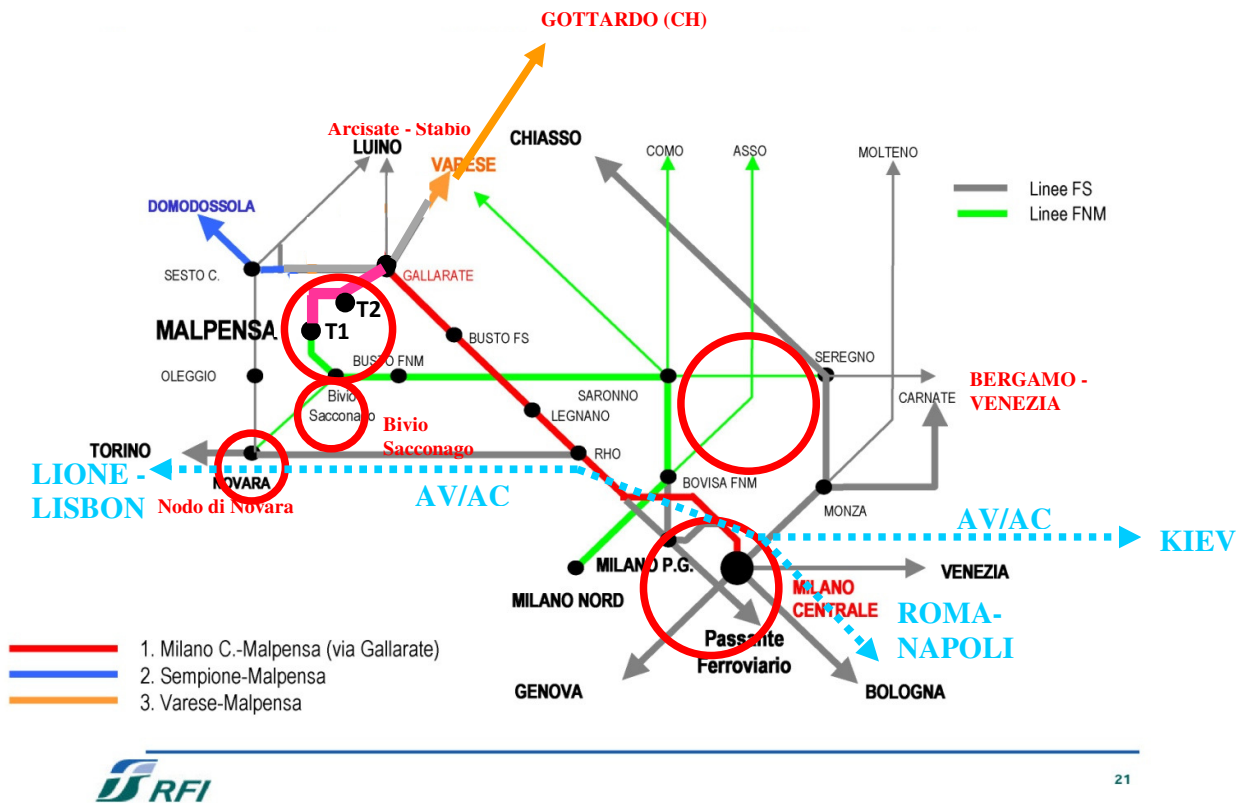 GOTTARDO (CH)
Arcisate - Stabio
LUINO
CHIASSO
VARESE
COMO
ASSO
MOLTENO
Linee FS
Linee FNM
DOMODOSSOLA
SESTO C.
GALLARATE
T2
MALPENSA
T1
BUSTO FS
BUSTO FNM
SEREGNO
OLEGGIO
Bivio
Sacconago
SARONNO
CARNATE
BERGAMO -
VENEZIA
LEGNANO
Bivio
Sacconago
TORINO
RHO
NOVARA
LIONE -
LISBON
Nodo di Novara
AV/AC
BOVISA FNM
MONZA
AV/AC
KIEV
MILANO P.G.
VENEZIA
MILANO NORD
MILANO
CENTRALE
ROMA-
NAPOLI
Passante
Ferroviario
GENOVA
BOLOGNA
1. Milano C.-Malpensa (via Gallarate)
2. Sempione-Malpensa
3. Varese-Malpensa
RFI
21